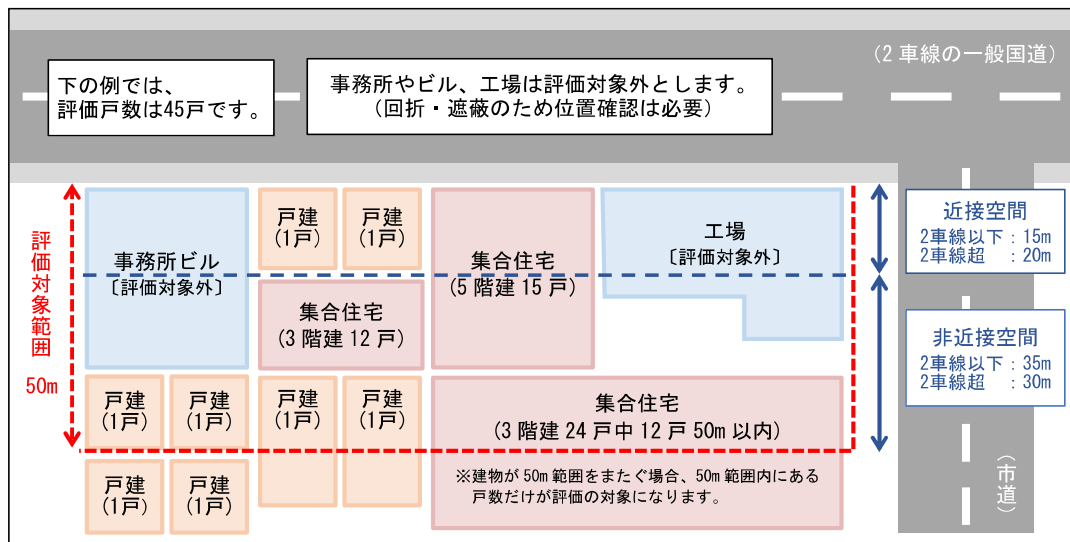 (2車線の一般国道)
下の例では、
評価戸数は45戸です。
事務所やビル、工場は評価対象外とします。
(回折・遮蔽のため位置確認は必要)
評価対象範囲
50m
事務所ビル
〔評価対象外〕
戸建
(1戸)
戸建
(1戸)
集合住宅
(3階建12戸)
集合住宅
(5階建15戸)
工場
〔評価対象外〕
近接空間
2車線以下:15m
2車線超 :20m
非近接空間
2車線以下:35m
2車線超 :30m
戸建
(1戸)
戸建
(1戸)
戸建
(1戸)
戸建
(1戸)
集合住宅
(3階建24戸中12戸50m以内)
※建物が50m範囲をまたぐ場合、50m範囲内にある
戸数だけが評価の対象になります。
戸建
(1戸)
戸建
(1戸)
(市道)